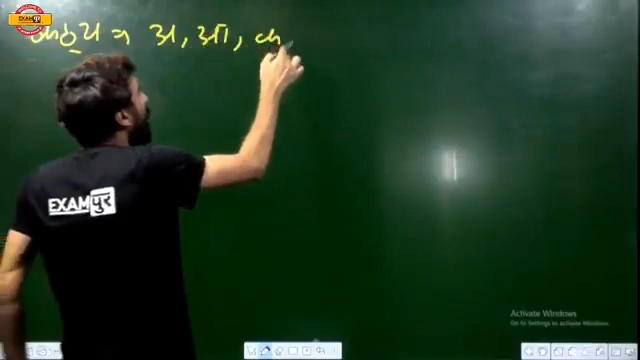 कंठ्य → अ, आ, क
EXAMपुर
Activate Windows
Go to Settings to activate Windows.